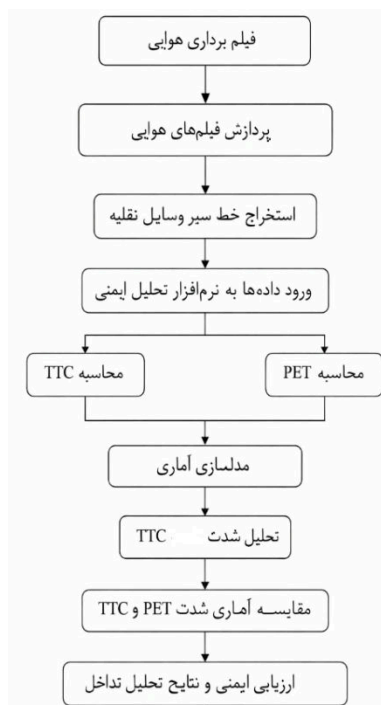 فیلم برداری هوایی
پردازش فیلم‌های هوایی
استخراج خط سیر وسایل نقلیه
ورود داده‌ها به نرم‌افزار تحلیل ایمنی
محاسبه PET
محاسبه TTC
مدلسازی آماری
تحلیل شدت TTC
مقایسه آماری شدت PET و TTC
ارزیابی ایمنی و نتایح تحلیل تداخل